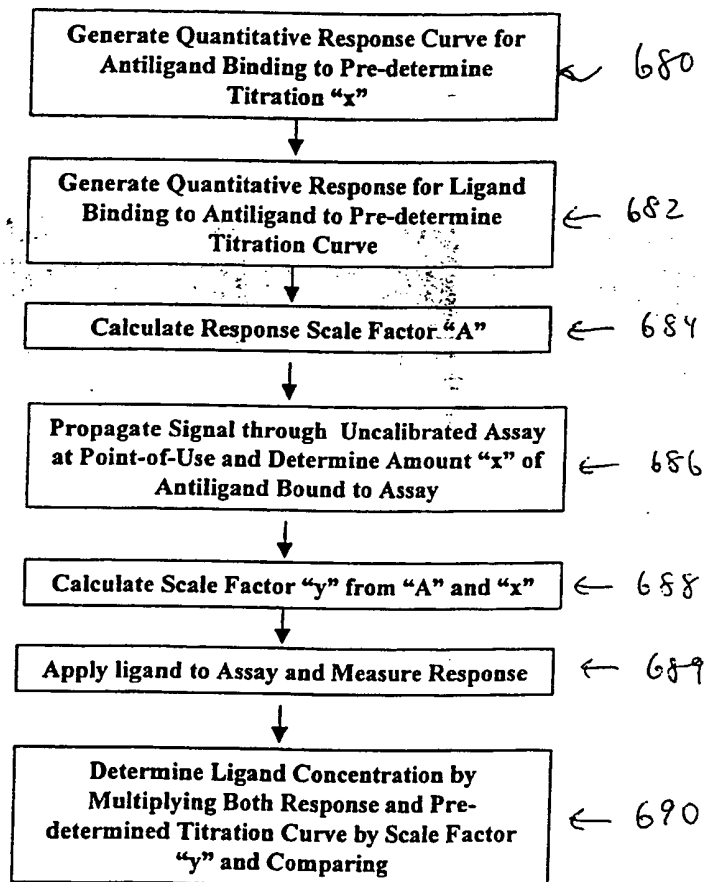 Generate Quantitative Response Curve for
Antiligand Binding to Pre-determine
Titration “x”
680
Generate Quantitative Response for Ligand
Binding to Antiligand to Pre-determine
Titration Curve
682
Calculate Response Scale Factor “A”
684
Propagate Signal through Uncalibrated Assay
at Point-of-Use and Determine Amount “x” of
Antiligand Bound to Assay
686
Calculate Scale Factor “y” from “A” and “x”
688
Apply ligand to Assay and Measure Response
689
Determine Ligand Concentration by
Multiplying Both Response and Pre-
determined Titration Curve by Scale Factor
“y” and Comparing
690